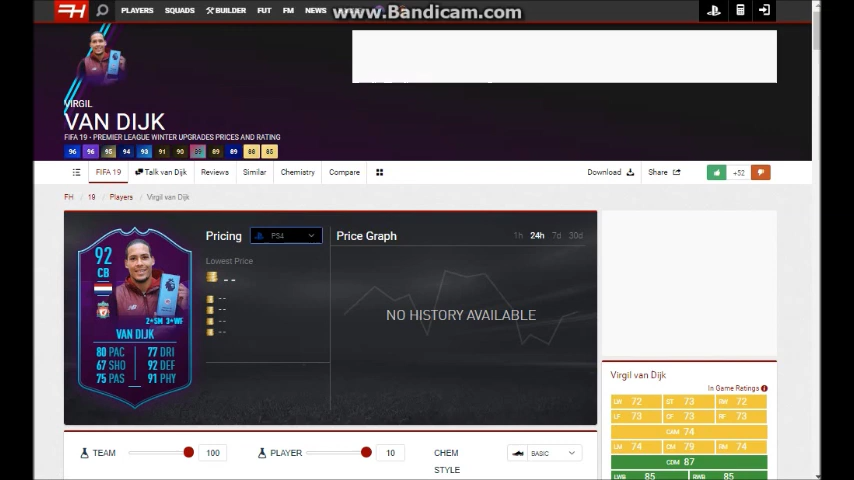 www.Bandicam.com
FH PLAYERS SQUADS BUILDER FUT FM NEWS
VIRGIL
VAN DIJK
FIFA 19 - PREMIER LEAGUE WINTER UPGRADES PRICES AND RATING
96 96 95 94 93 91 90 89 89 89 88 85
FIFA 19 Talk van Dijk Reviews Similar Chemistry Compare Download Share +52
FH / 19 / Players / Virgil van Dijk
Pricing PS4 Price Graph 1h 24h 7d 30d
Lowest Price
--
--
--
--
--
NO HISTORY AVAILABLE
92
CB
2*SM 3*WF
VAN DIJK
80 PAC 77 DRI
67 SHO 92 DEF
75 PAS 91 PHY
Virgil van Dijk
In Game Ratings
LW 72 ST 73 RW 72
LF 73 CF 73 RF 73
CAM 74
LM 74 CM 79 RM 74
CDM 87
LWB 85 RWB 85
TEAM 100 PLAYER 10 CHEM STYLE BASIC